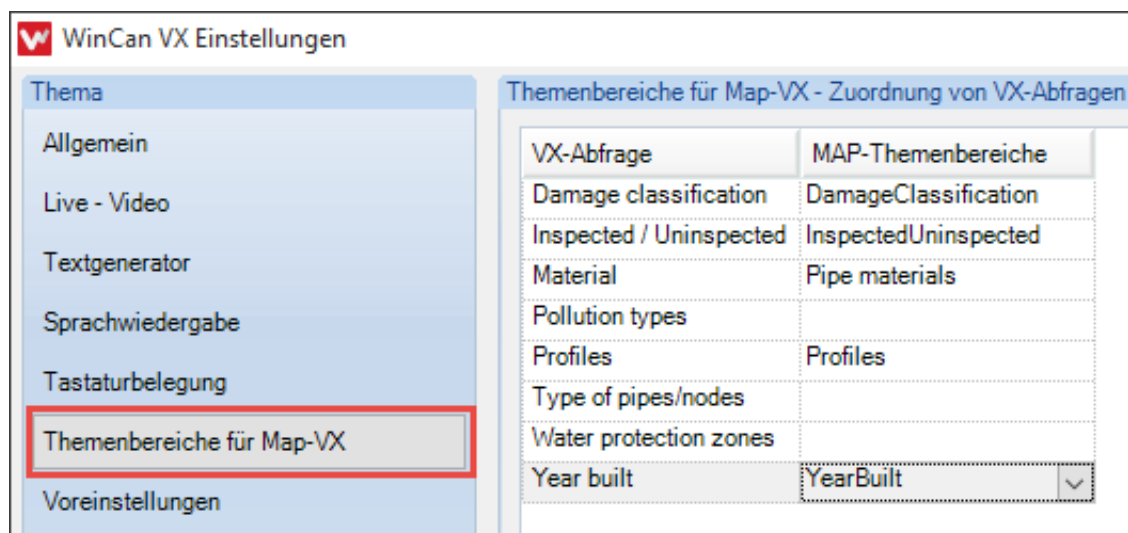 WinCan VX Einstellungen
Thema
Allgemein
Live - Video
Textgenerator
Sprachwiedergabe
Tastaturbelegung
Themenbereiche für Map-VX
Voreinstellungen
Themenbereiche für Map-VX - Zuordnung von VX-Abfragen
VX-Abfrage MAP-Themenbereiche
Damage classification DamageClassification
Inspected / Uninspected InspectedUninspected
Material Pipe materials
Pollution types
Profiles Profiles
Type of pipes/nodes
Water protection zones
Year built YearBuilt